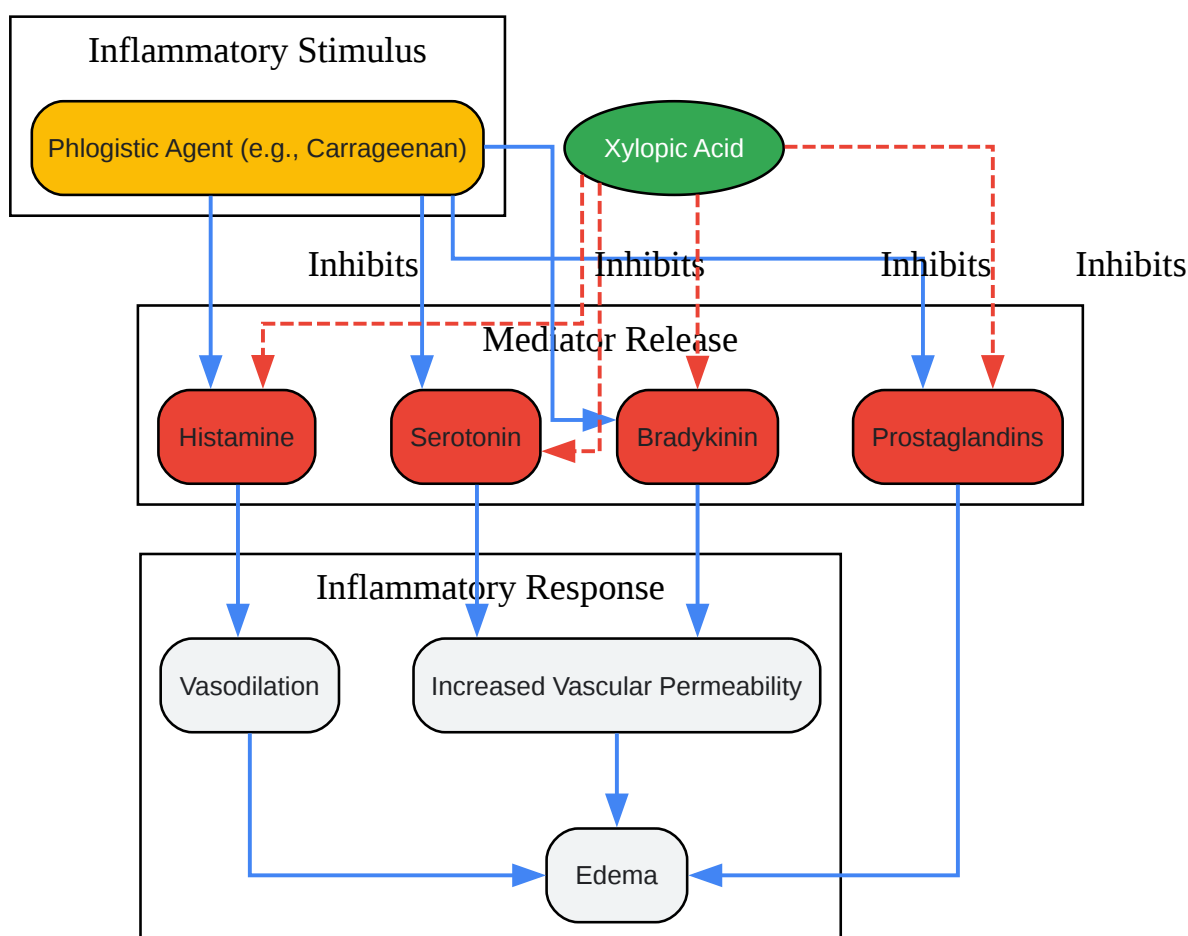 Inflammatory Stimulus
Phlogistic Agent (e.g., Carrageenan)
Xylopic Acid
Inhibits
Inhibits
Inhibits
Inhibits
Mediator Release
Histamine
Serotonin
Bradykinin
Prostaglandins
Inflammatory Response
Vasodilation
Increased Vascular Permeability
Edema